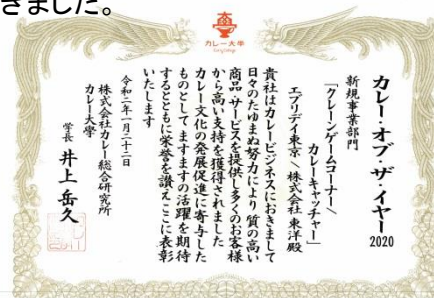 きました。
カレー大學
カレー・オブ・ザ・イヤー2020
新規事業部門
「クレーンゲームコーナー＼
カレーキャッチャー」
エブリデイ東京＼株式会社東洋殿
貴社はカレービジネスにおきまして
日々のたゆまぬ努力により質の高い
商品・サービスを提供し多くのお客様
から高い支持を獲得されました
カレー文化の発展促進に寄与した
ものとしてますますの活躍を期待
するとともに栄誉を讃えここに表彰
いたします
令和二年一月二十二日
株式会社カレー総合研究所
カレー大學
学長 井上岳久